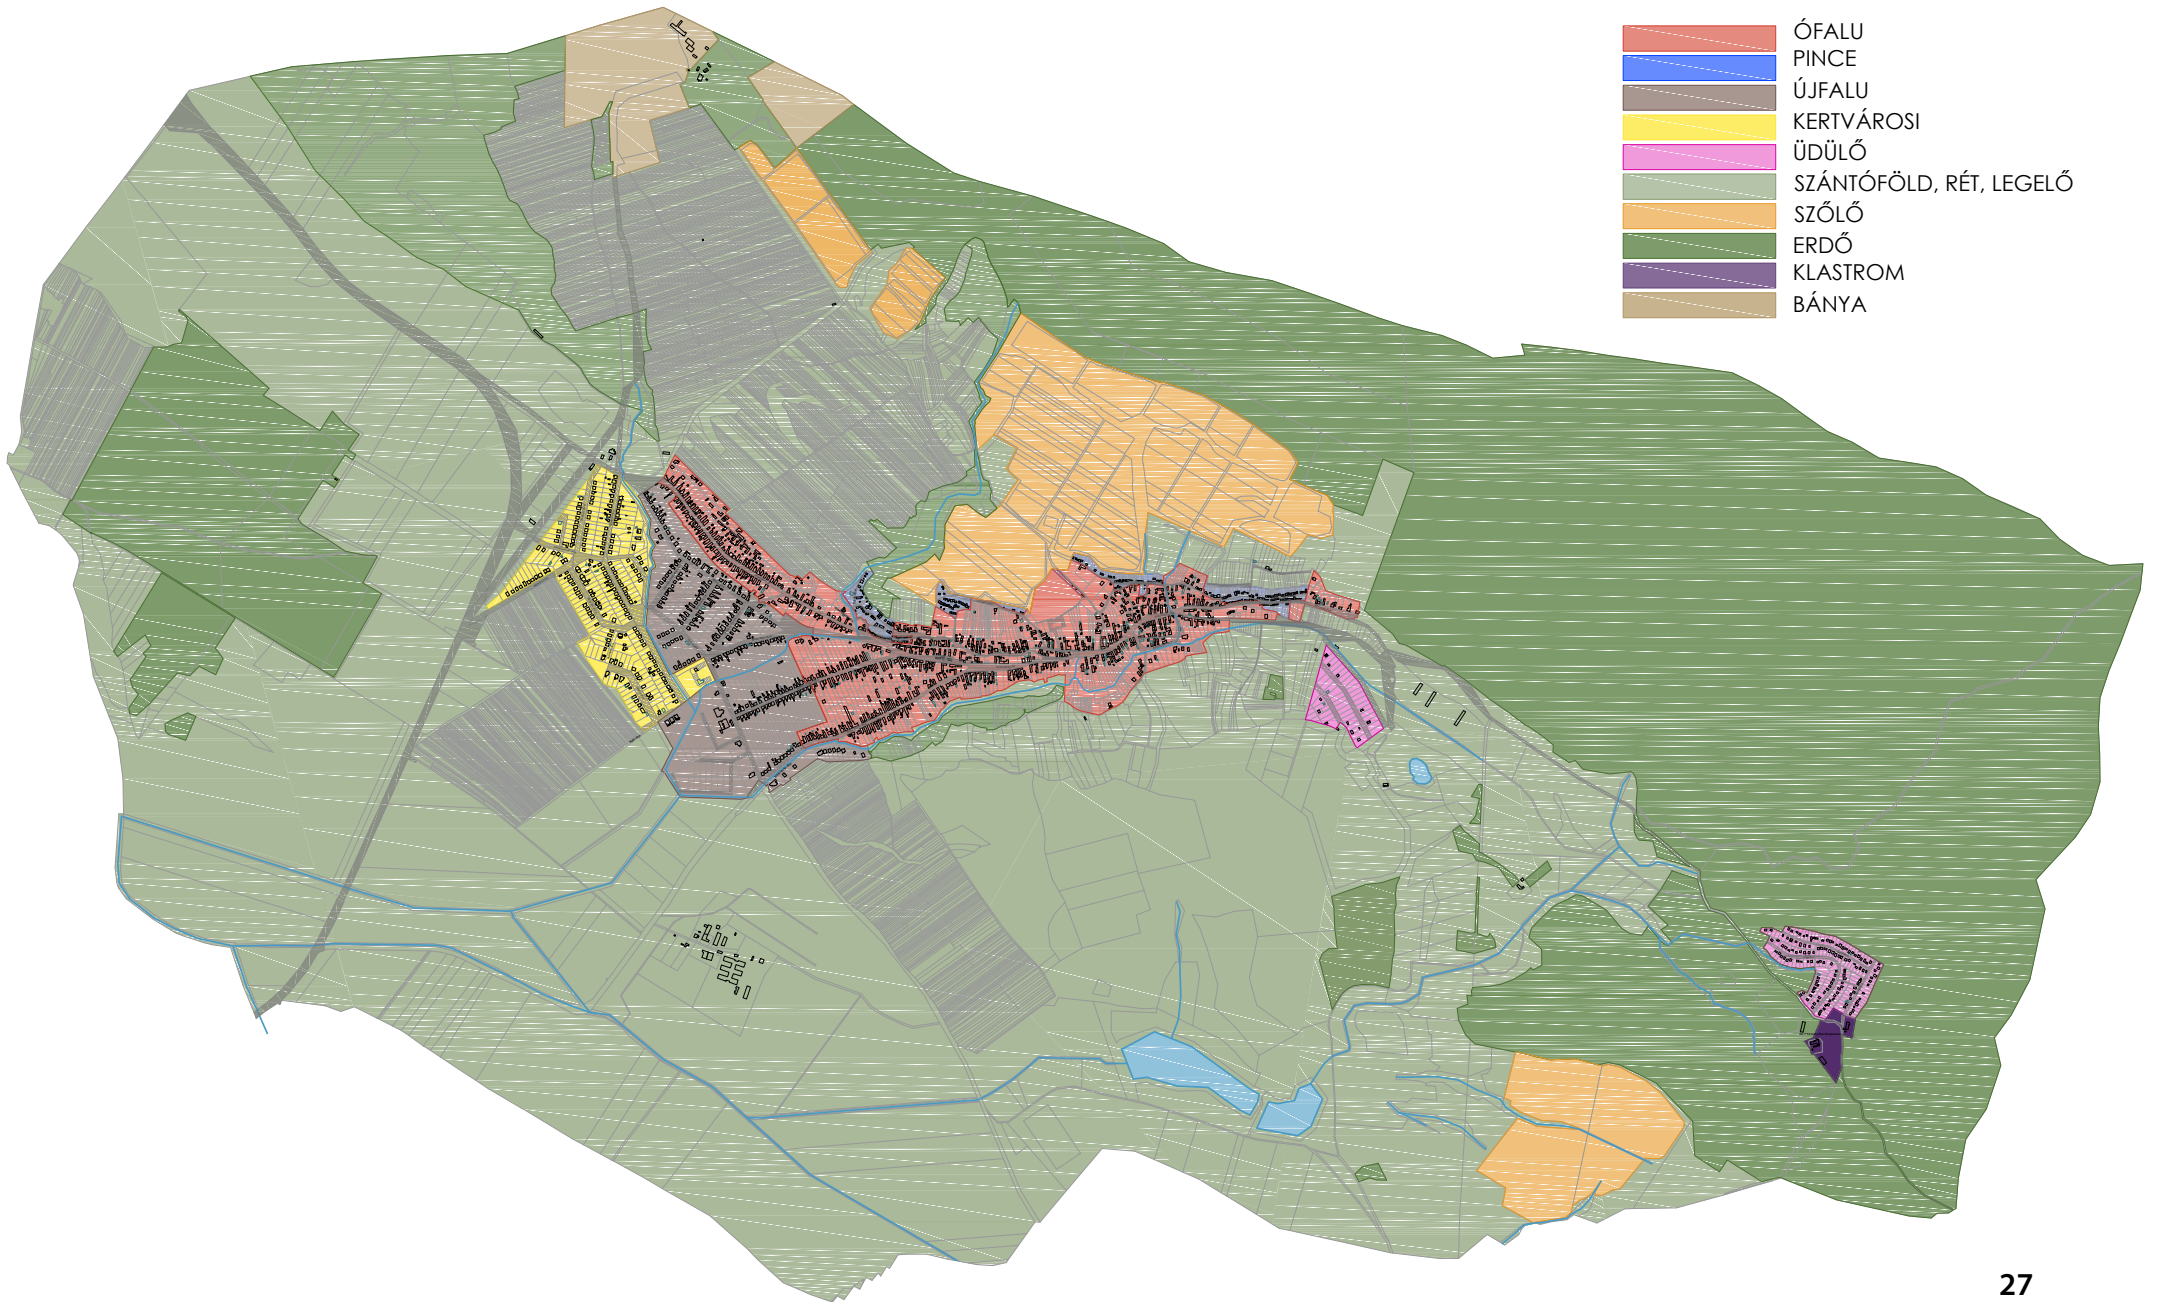 ÓFALU
PINCE
ÚJFALU
KERTVÁROSI
ÜDÜLŐ
SZÁNTÓFÖLD, RÉT, LEGELŐ
SZŐLŐ
ERDŐ
KLASTROM
BÁNYA
27